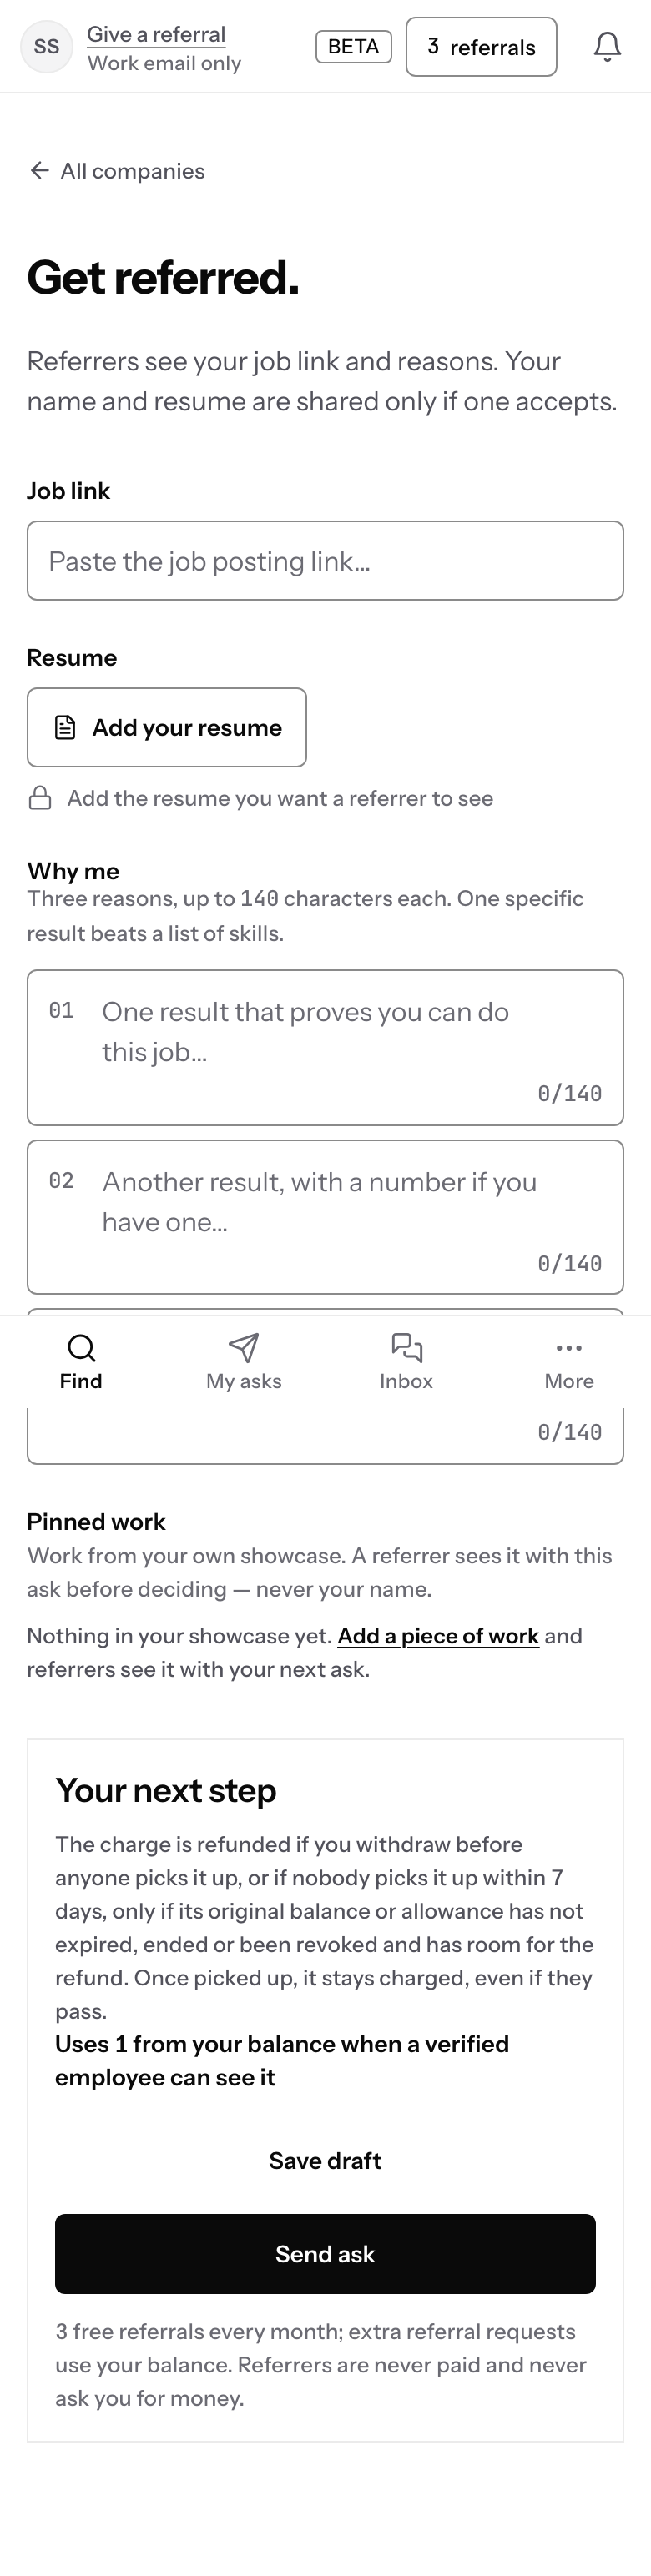 SS
Give a referral
Work email only
BETA
3 referrals
All companies
Get referred.
Referrers see your job link and reasons. Your
name and resume are shared only if one accepts.
Job link
Paste the job posting link...
Resume
Add your resume
Add the resume you want a referrer to see
Why me
Three reasons, up to 140 characters each. One specific
result beats a list of skills.
01
One result that proves you can do
this job...
0/140
02
Another result, with a number if you
have one...
0/140
Find
My asks
Inbox
More
0/140
Pinned work
Work from your own showcase. A referrer sees it with this
ask before deciding — never your name.
Nothing in your showcase yet. Add a piece of work and
referrers see it with your next ask.
Your next step
The charge is refunded if you withdraw before
anyone picks it up, or if nobody picks it up within 7
days, only if its original balance or allowance has not
expired, ended or been revoked and has room for the
refund. Once picked up, it stays charged, even if they
pass.
Uses 1 from your balance when a verified
employee can see it
Save draft
Send ask
3 free referrals every month; extra referral requests
use your balance. Referrers are never paid and never
ask you for money.